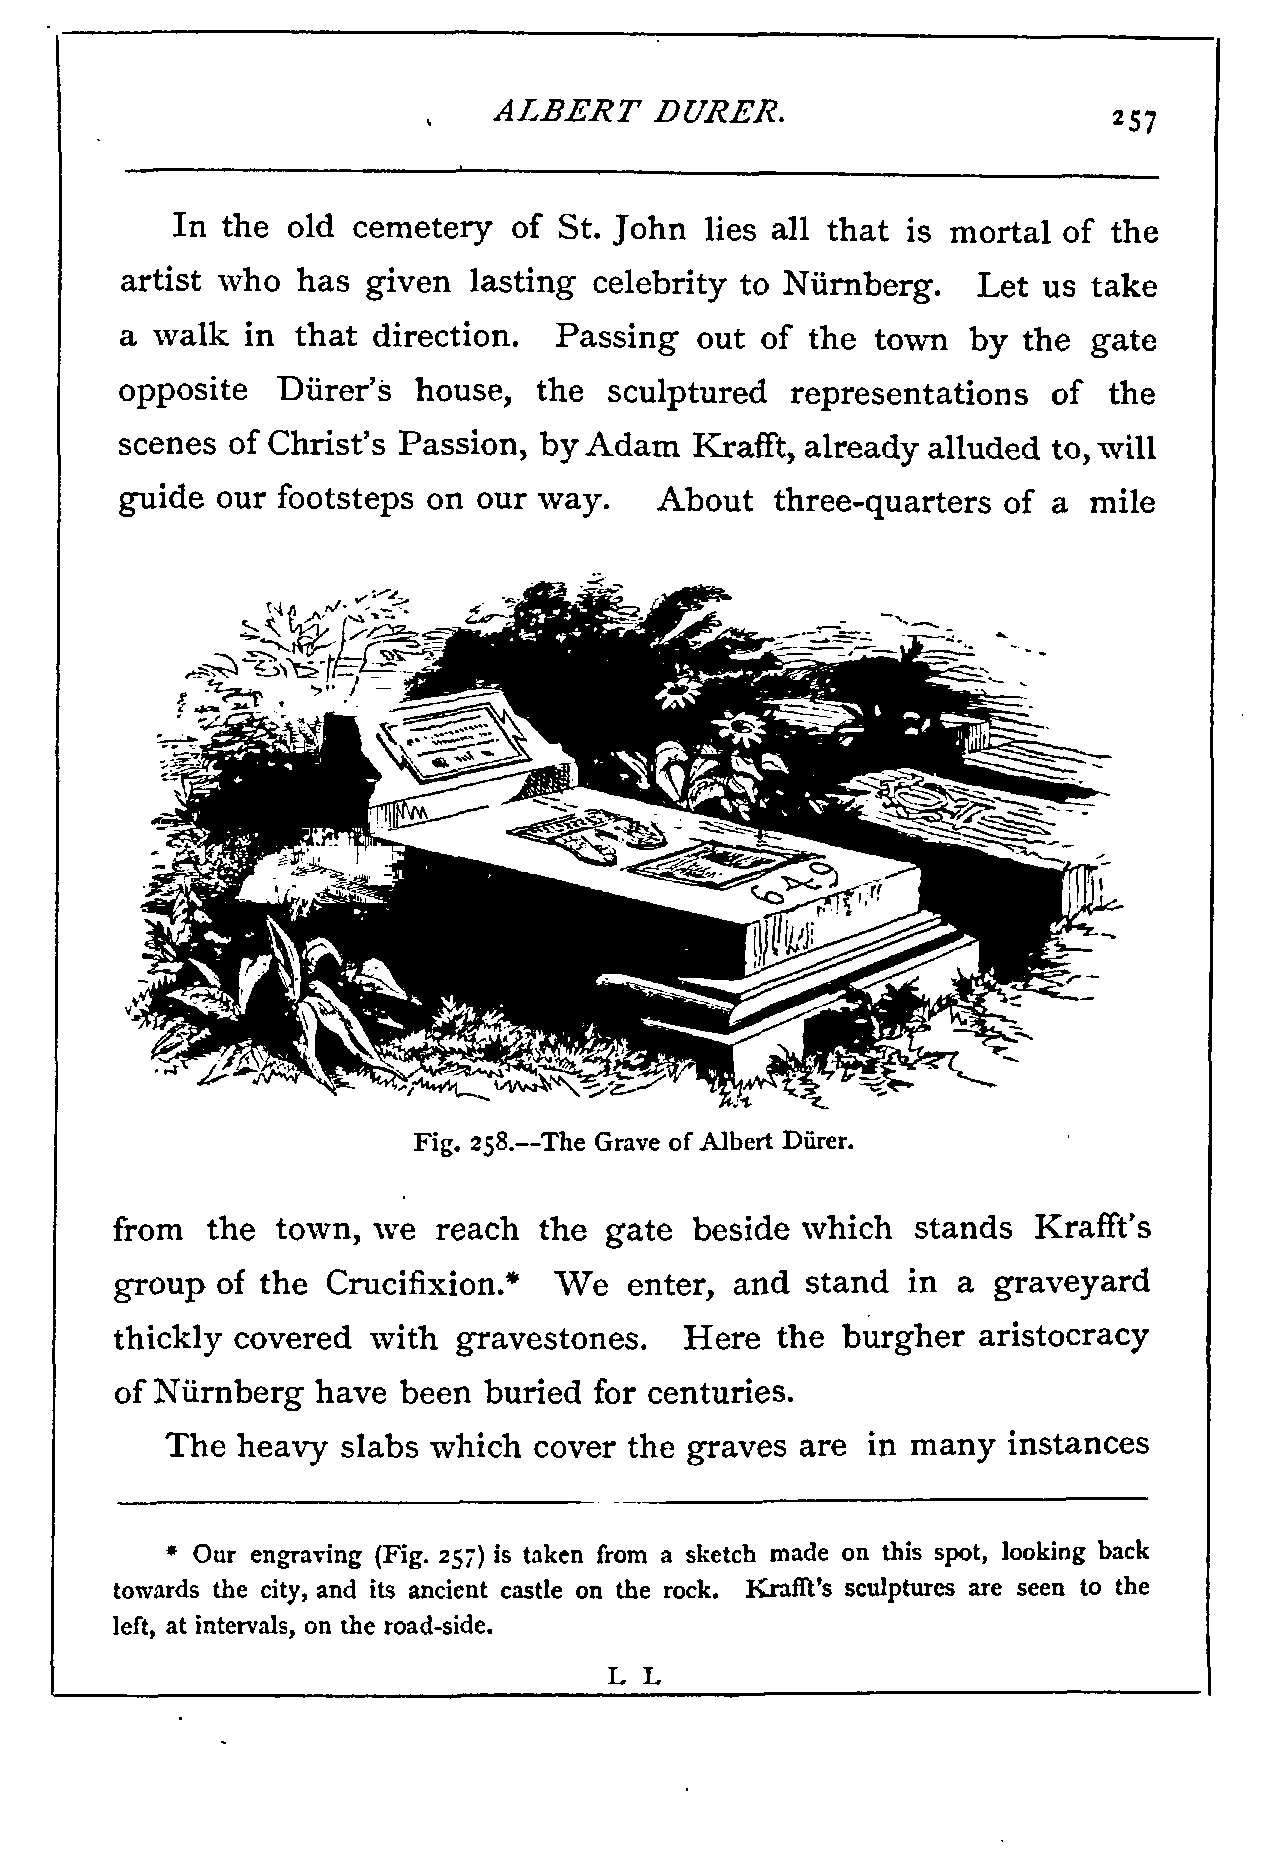 ALBERT DURER. 257
In the old cemetery of St. John lies all that is mortal of the
artist who has given lasting celebrity to Nürnberg. Let us take
a walk in that direction. Passing out of the town by the gate
opposite Dürer's house, the sculptured representations of the
scenes of Christ's Passion, by Adam Krafft, already alluded to, will
guide our footsteps on our way. About three-quarters of a mile
649
Fig. 258.—The Grave of Albert Dürer.
from the town, we reach the gate beside which stands Krafft's
group of the Crucifixion.* We enter, and stand in a graveyard
thickly covered with gravestones. Here the burgher aristocracy
of Nürnberg have been buried for centuries.
The heavy slabs which cover the graves are in many instances
* Our engraving (Fig. 257) is taken from a sketch made on this spot, looking back
towards the city, and its ancient castle on the rock. Krafft's sculptures are seen to the
left, at intervals, on the road-side.
L L